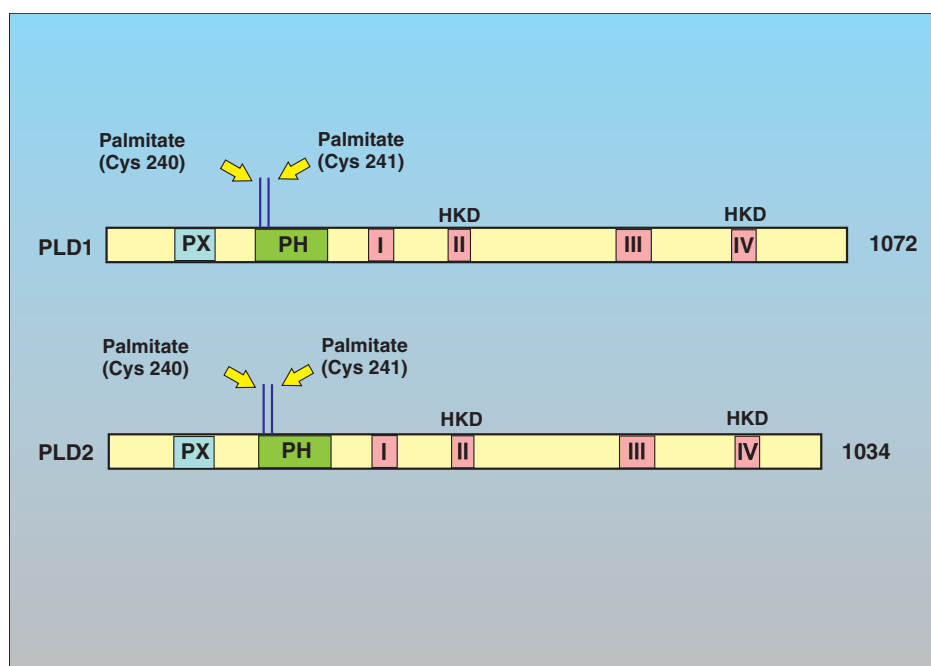 Palmitate
(Cys 240)
Palmitate
(Cys 241)
HKD
HKD
PLD1 PX PH I II III IV 1072
Palmitate
(Cys 240)
Palmitate
(Cys 241)
HKD
HKD
PLD2 PX PH I II III IV 1034